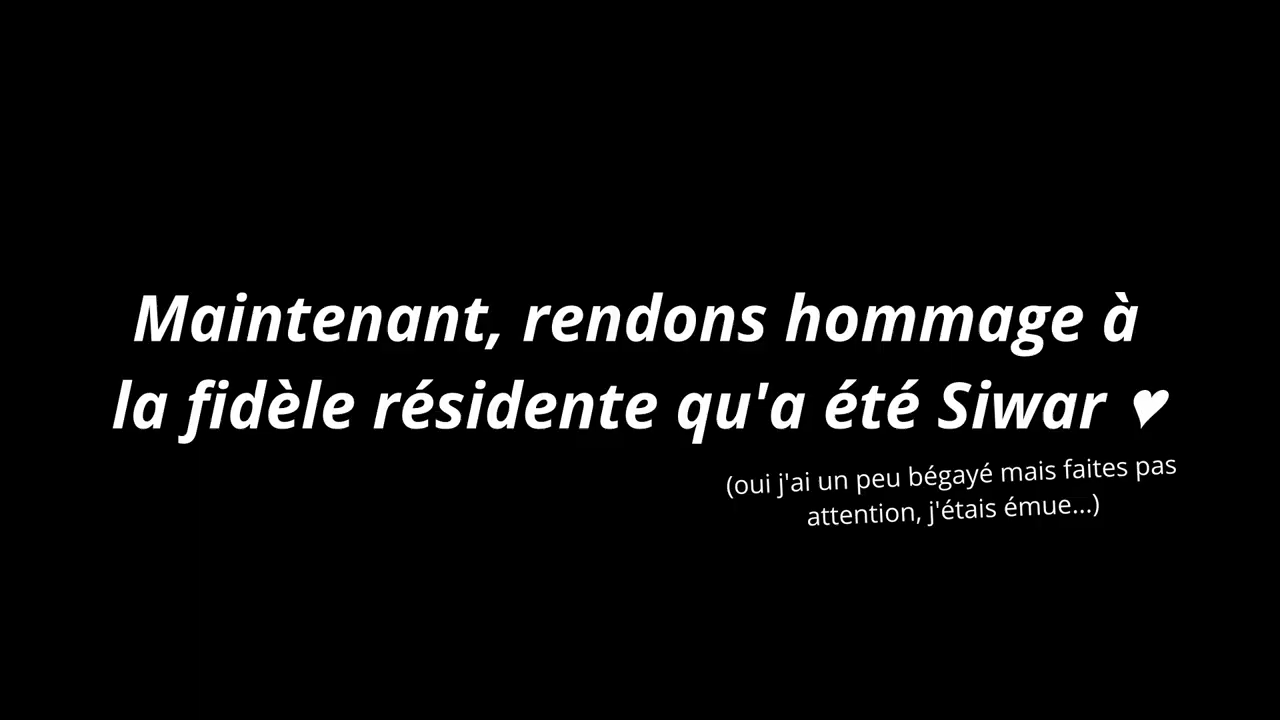 Maintenant, rendons hommage à
la fidèle résidente qu'a été Siwar ♥
(oui j'ai un peu bégayé mais faites pas
attention, j'étais émue...)